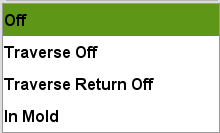 Off
Traverse Off
Traverse Return Off
In Mold